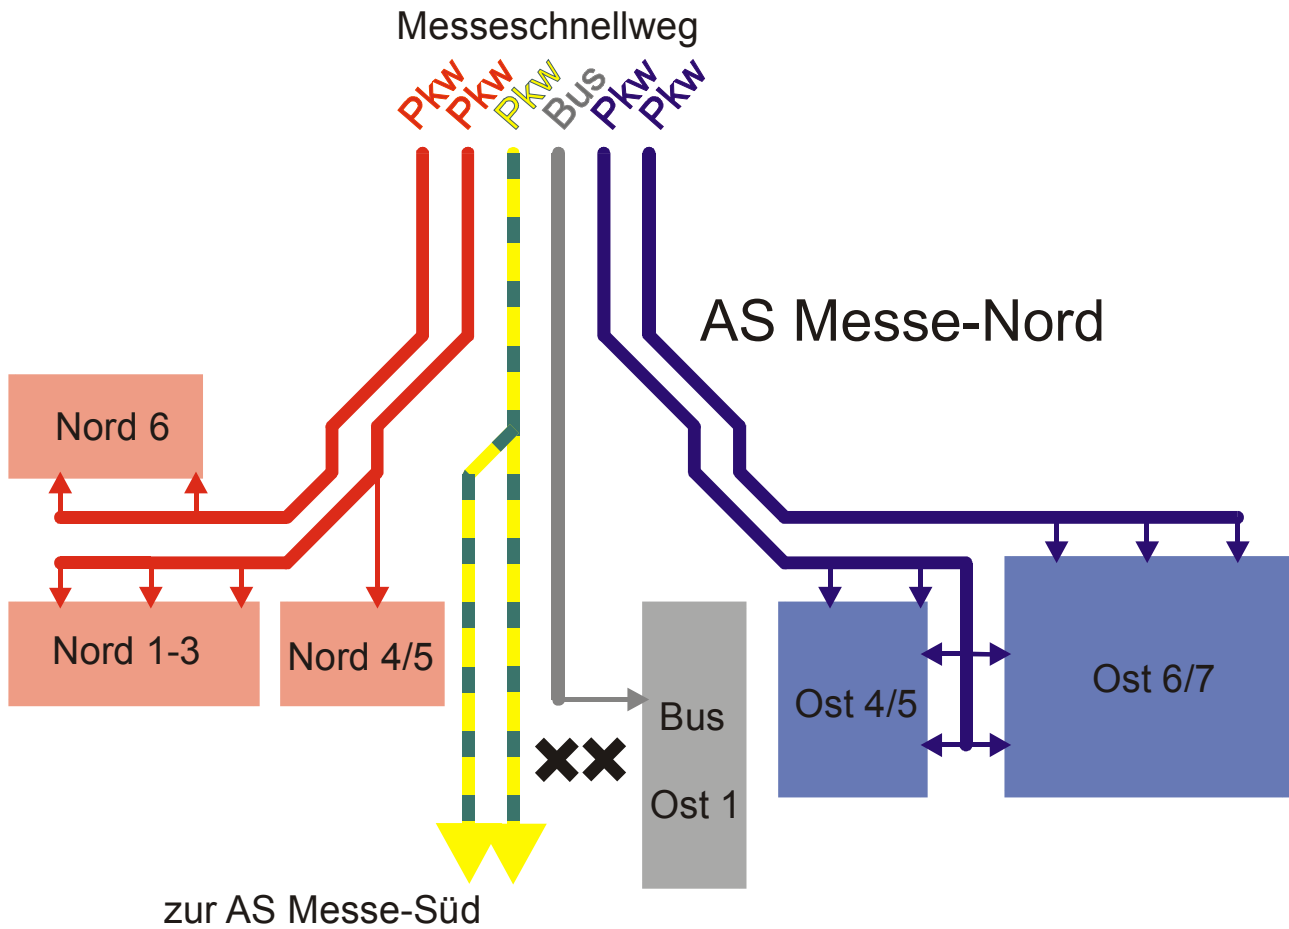 Messeschnellweg
Pkw
Pkw
Pkw
Bus
Pkw
Pkw
AS Messe-Nord
Nord 6
Nord 1-3
Nord 4/5
Bus
Ost 1
Ost 4/5
Ost 6/7
zur AS Messe-Süd